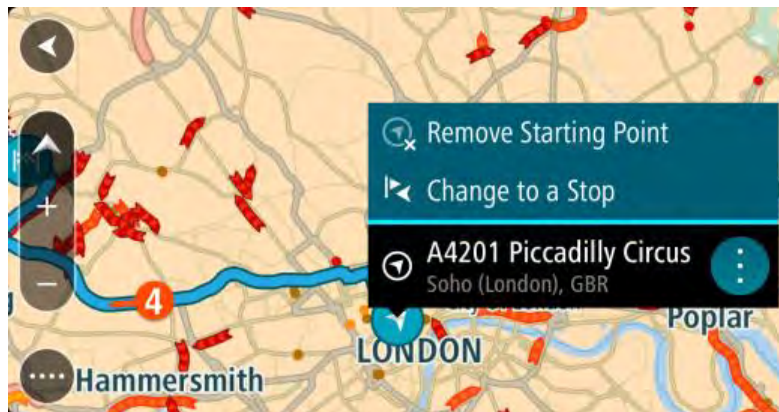 Remove Starting Point
Change to a Stop
A4201 Piccadilly Circus
Soho (London), GBR
4
Poplar
LONDON
Hammersmith